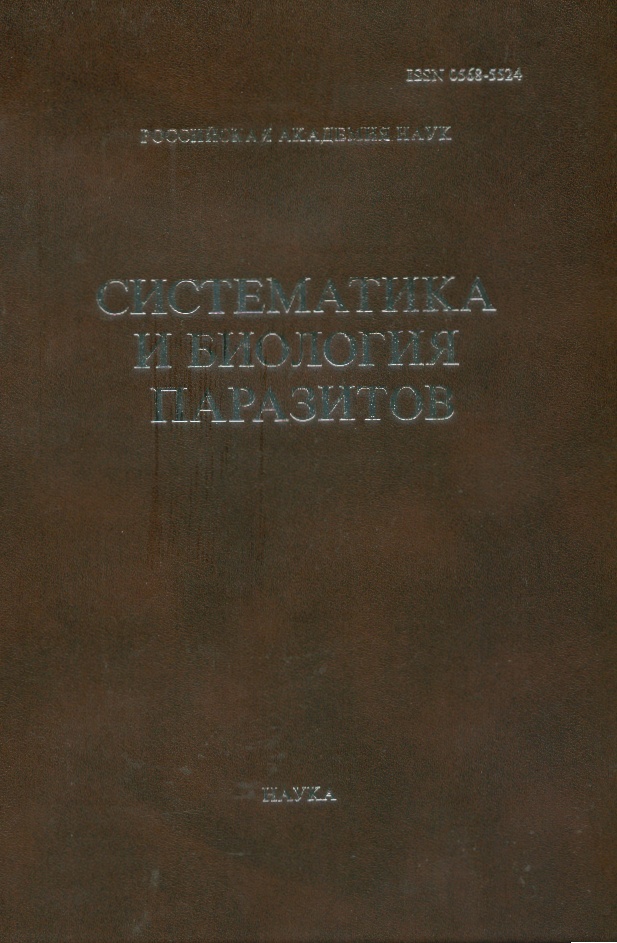 ISSN 0568-5524
РОССИЙСКАЯ АКАДЕМИЯ НАУК
СИСТЕМАТИКА
И БИОЛОГИЯ
ПАРАЗИТОВ
НАУКА